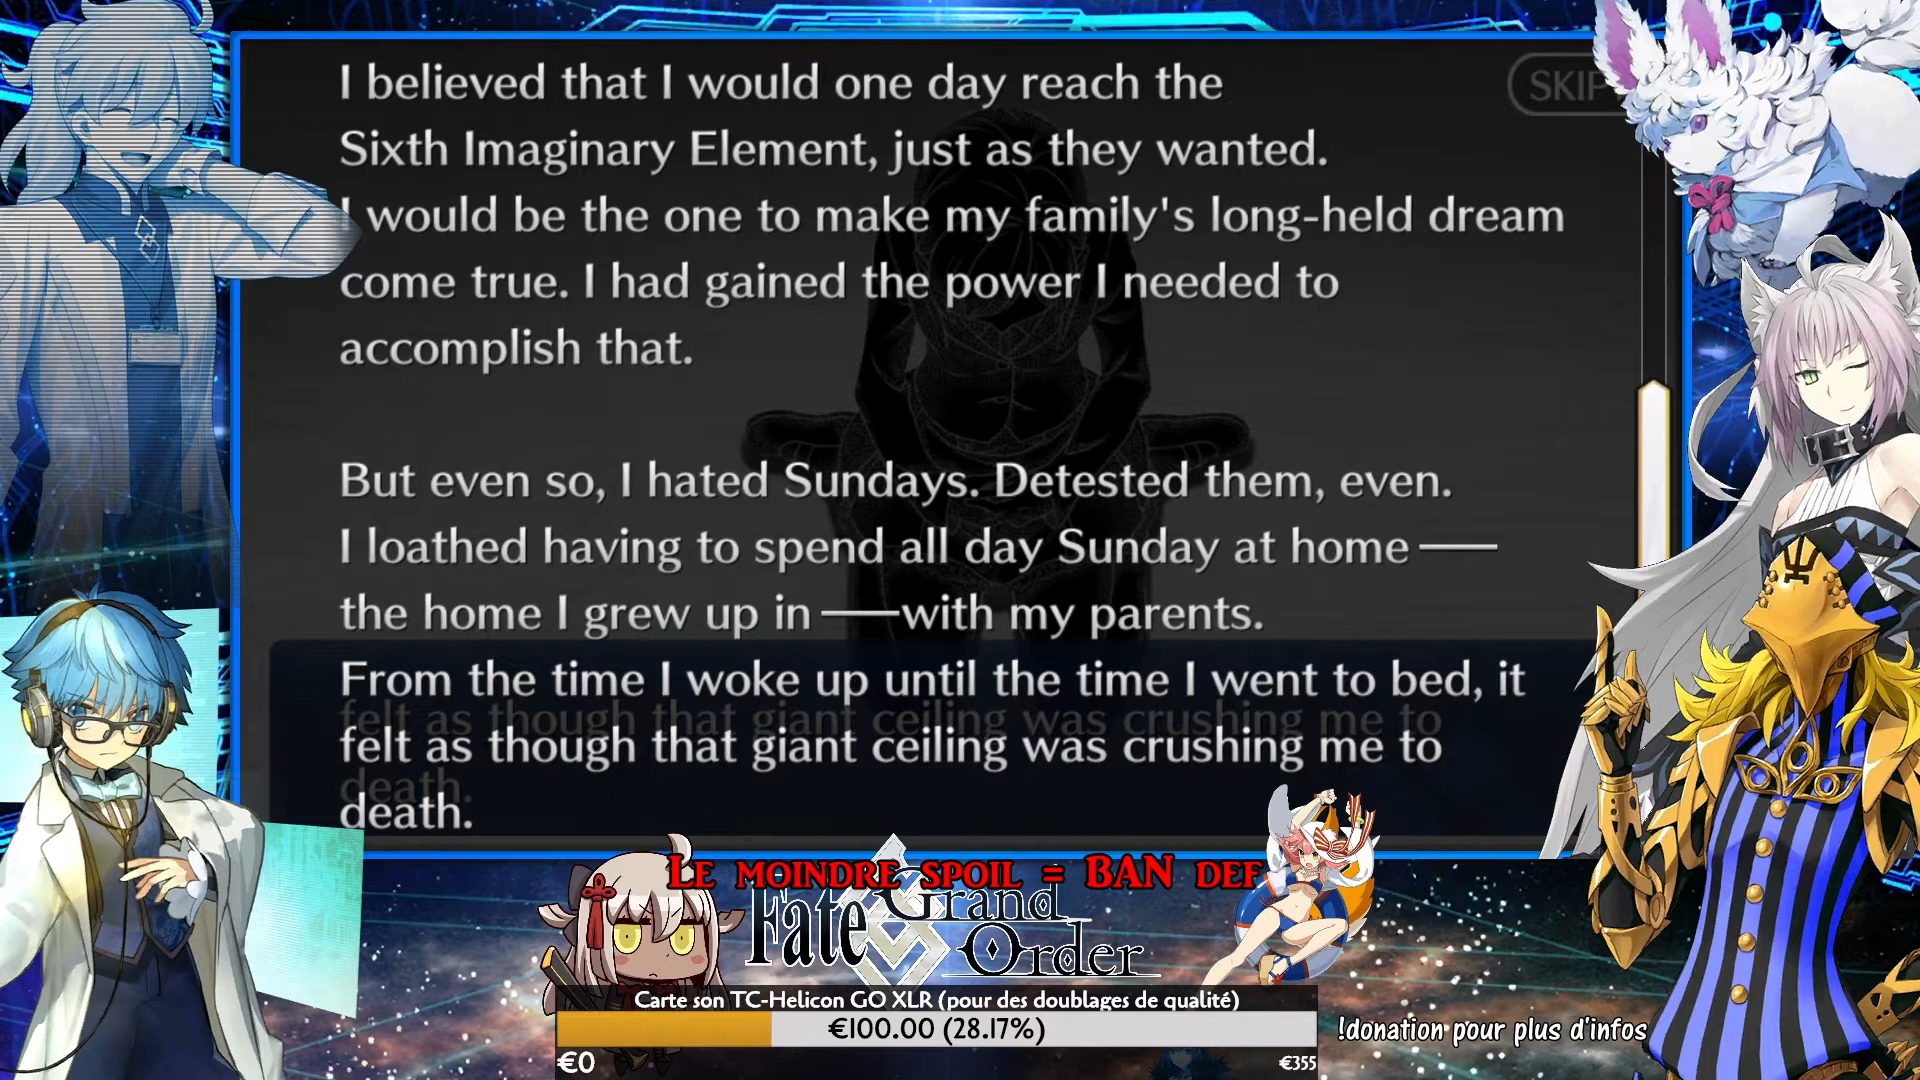 I believed that I would one day reach the
SKIP
Sixth Imaginary Element, just as they wanted.
I would be the one to make my family's long-held dream
come true. I had gained the power I needed to
accomplish that.
But even so, I hated Sundays. Detested them, even.
I loathed having to spend all day Sunday at home ──
the home I grew up in ──with my parents.
From the time I woke up until the time I went to bed, it
felt as though that giant ceiling was crushing me to
death.
Le moindre spoil = BAN def
Fate Grand Order
Carte son TC-Helicon GO XLR (pour des doublages de qualité)
€100.00 (28.17%)
€0
€355
!donation pour plus d'infos